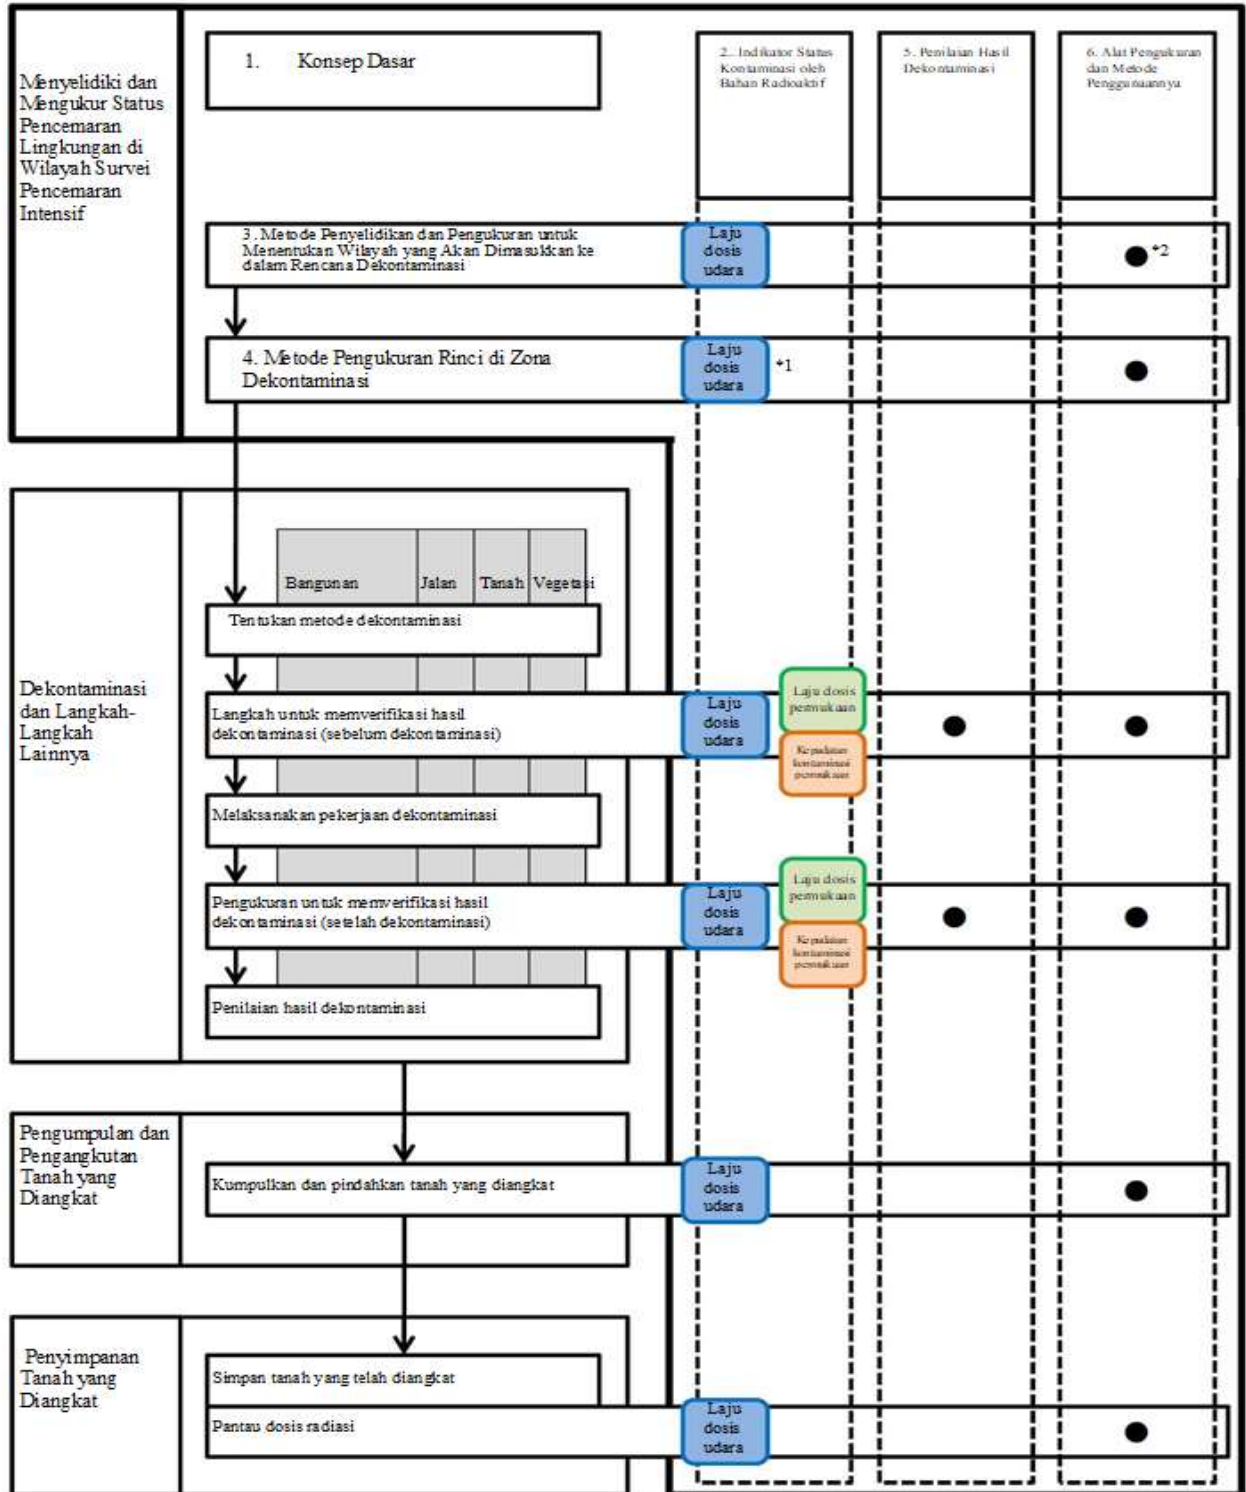 Menyelidiki dan
Mengukur Status
Pencemaran
Lingkungan di
Wilayah Survei
Pencemaran
Intensif
1. Konsep Dasar
2. Indikator Status
Kontaminasi oleh
Bahan Radioaktif
5. Penilaian Hasil
Dekontaminasi
6. Alat Pengukuran
dan Metode
Penggunaannya
3. Metode Penyelidikan dan Pengukuran untuk
Menentukan Wilayah yang Akan Dimasukkan ke
dalam Rencana Dekontaminasi
Laju
dosis
udara
*2
4. Metode Pengukuran Rinci di Zona
Dekontaminasi
Laju
dosis
udara
*1
Dekontaminasi
dan Langkah-
Langkah
Lainnya
Bangunan
Jalan
Tanah
Vegetasi
Tentukan metode dekontaminasi
Langkah untuk memverifikasi hasil
dekontaminasi (sebelum dekontaminasi)
Laju
dosis
udara
Laju dosis
permukaan
Kepadatan
kontaminasi
permukaan
Melaksanakan pekerjaan dekontaminasi
Pengukuran untuk memverifikasi hasil
dekontaminasi (setelah dekontaminasi)
Laju
dosis
udara
Laju dosis
permukaan
Kepadatan
kontaminasi
permukaan
Penilaian hasil dekontaminasi
Pengumpulan dan
Pengangkutan
Tanah yang
Diangkat
Kumpulkan dan pindahkan tanah yang diangkat
Laju
dosis
udara
Penyimpanan
Tanah yang
Diangkat
Simpan tanah yang telah diangkat
Pantau dosis radiasi
Laju
dosis
udara